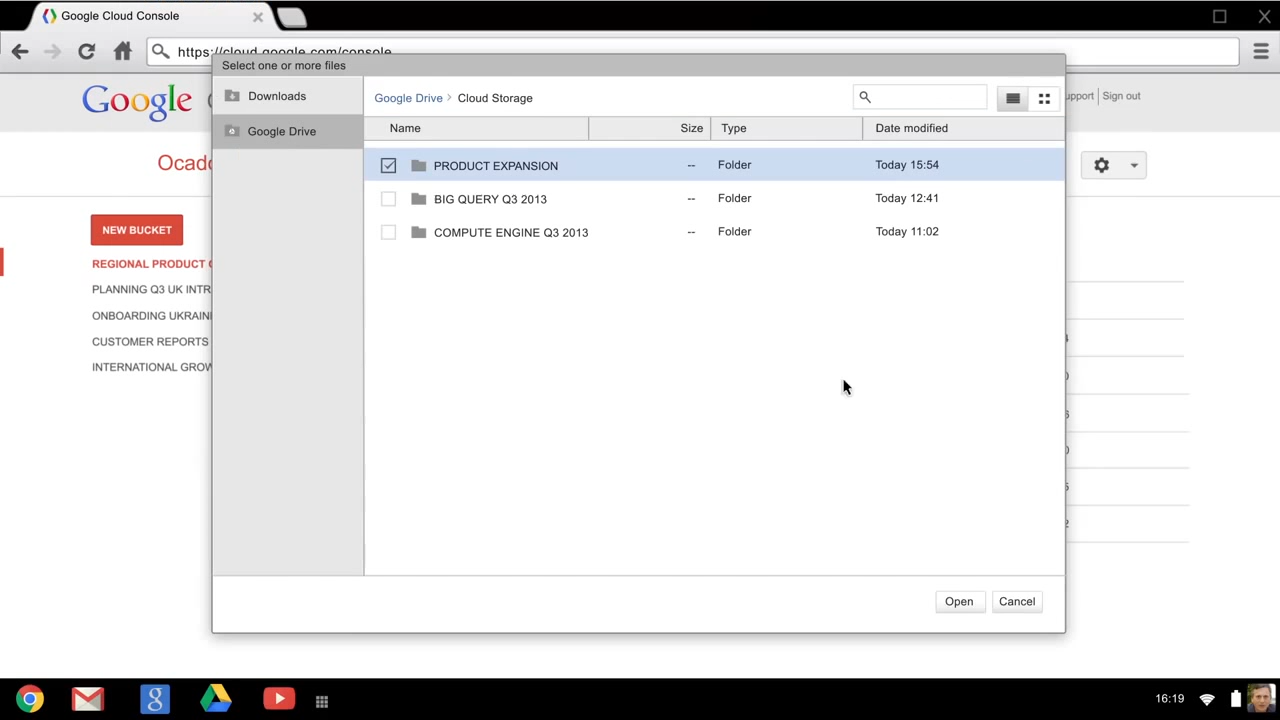 Google Cloud Console
https://cloud.google.com/console
Select one or more files
Google
Downloads
Google Drive
Google Drive › Cloud Storage
upport | Sign out
Name Size Type Date modified
Ocado
PRODUCT EXPANSION -- Folder Today 15:54
BIG QUERY Q3 2013 -- Folder Today 12:41
COMPUTE ENGINE Q3 2013 -- Folder Today 11:02
NEW BUCKET
REGIONAL PRODUCT
PLANNING Q3 UK INTR
ONBOARDING UKRAIN
CUSTOMER REPORTS
INTERNATIONAL GROW
Open Cancel
16:19